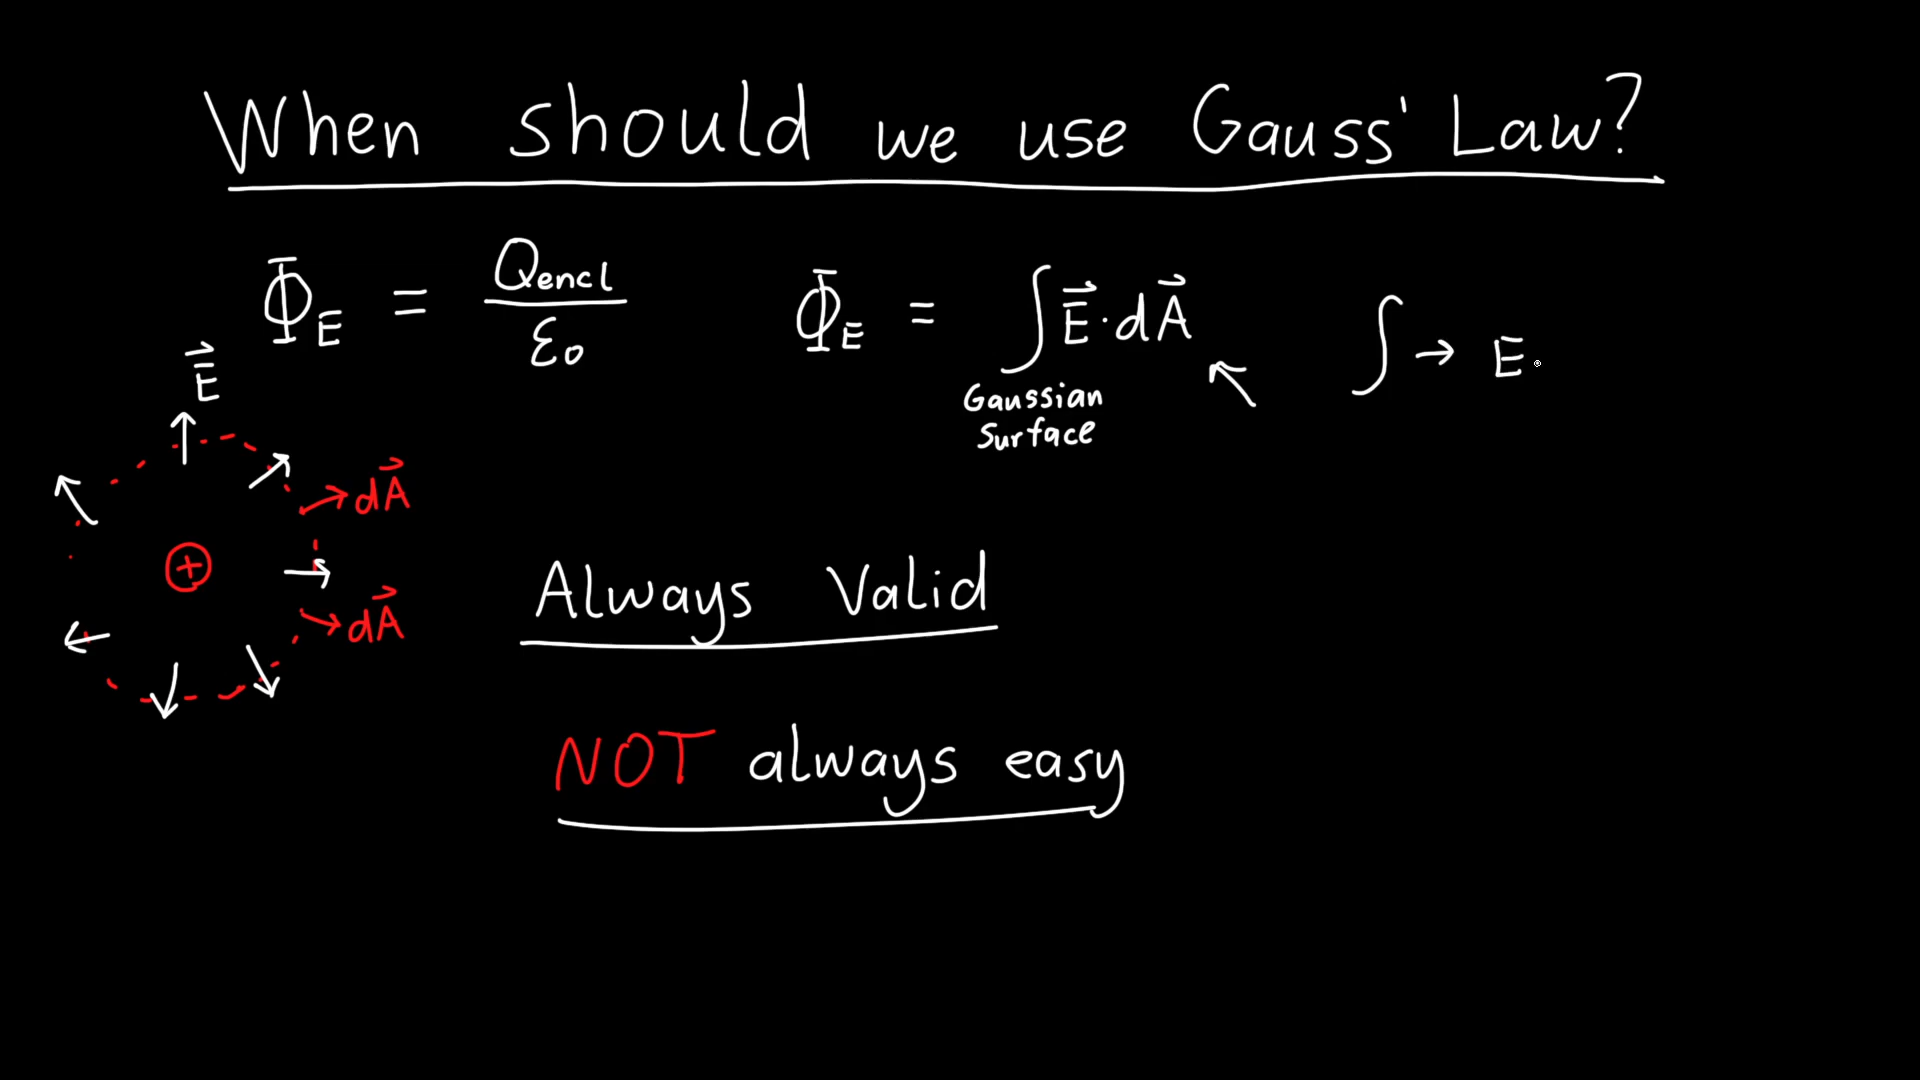 When should we use Gauss' Law?
Φ_E = Q_encl / ε₀
Φ_E = ∫ E⃗ · dA⃗
Gaussian
Surface
∫ → E
E⃗
dA⃗
+
dA⃗
Always Valid
NOT always easy